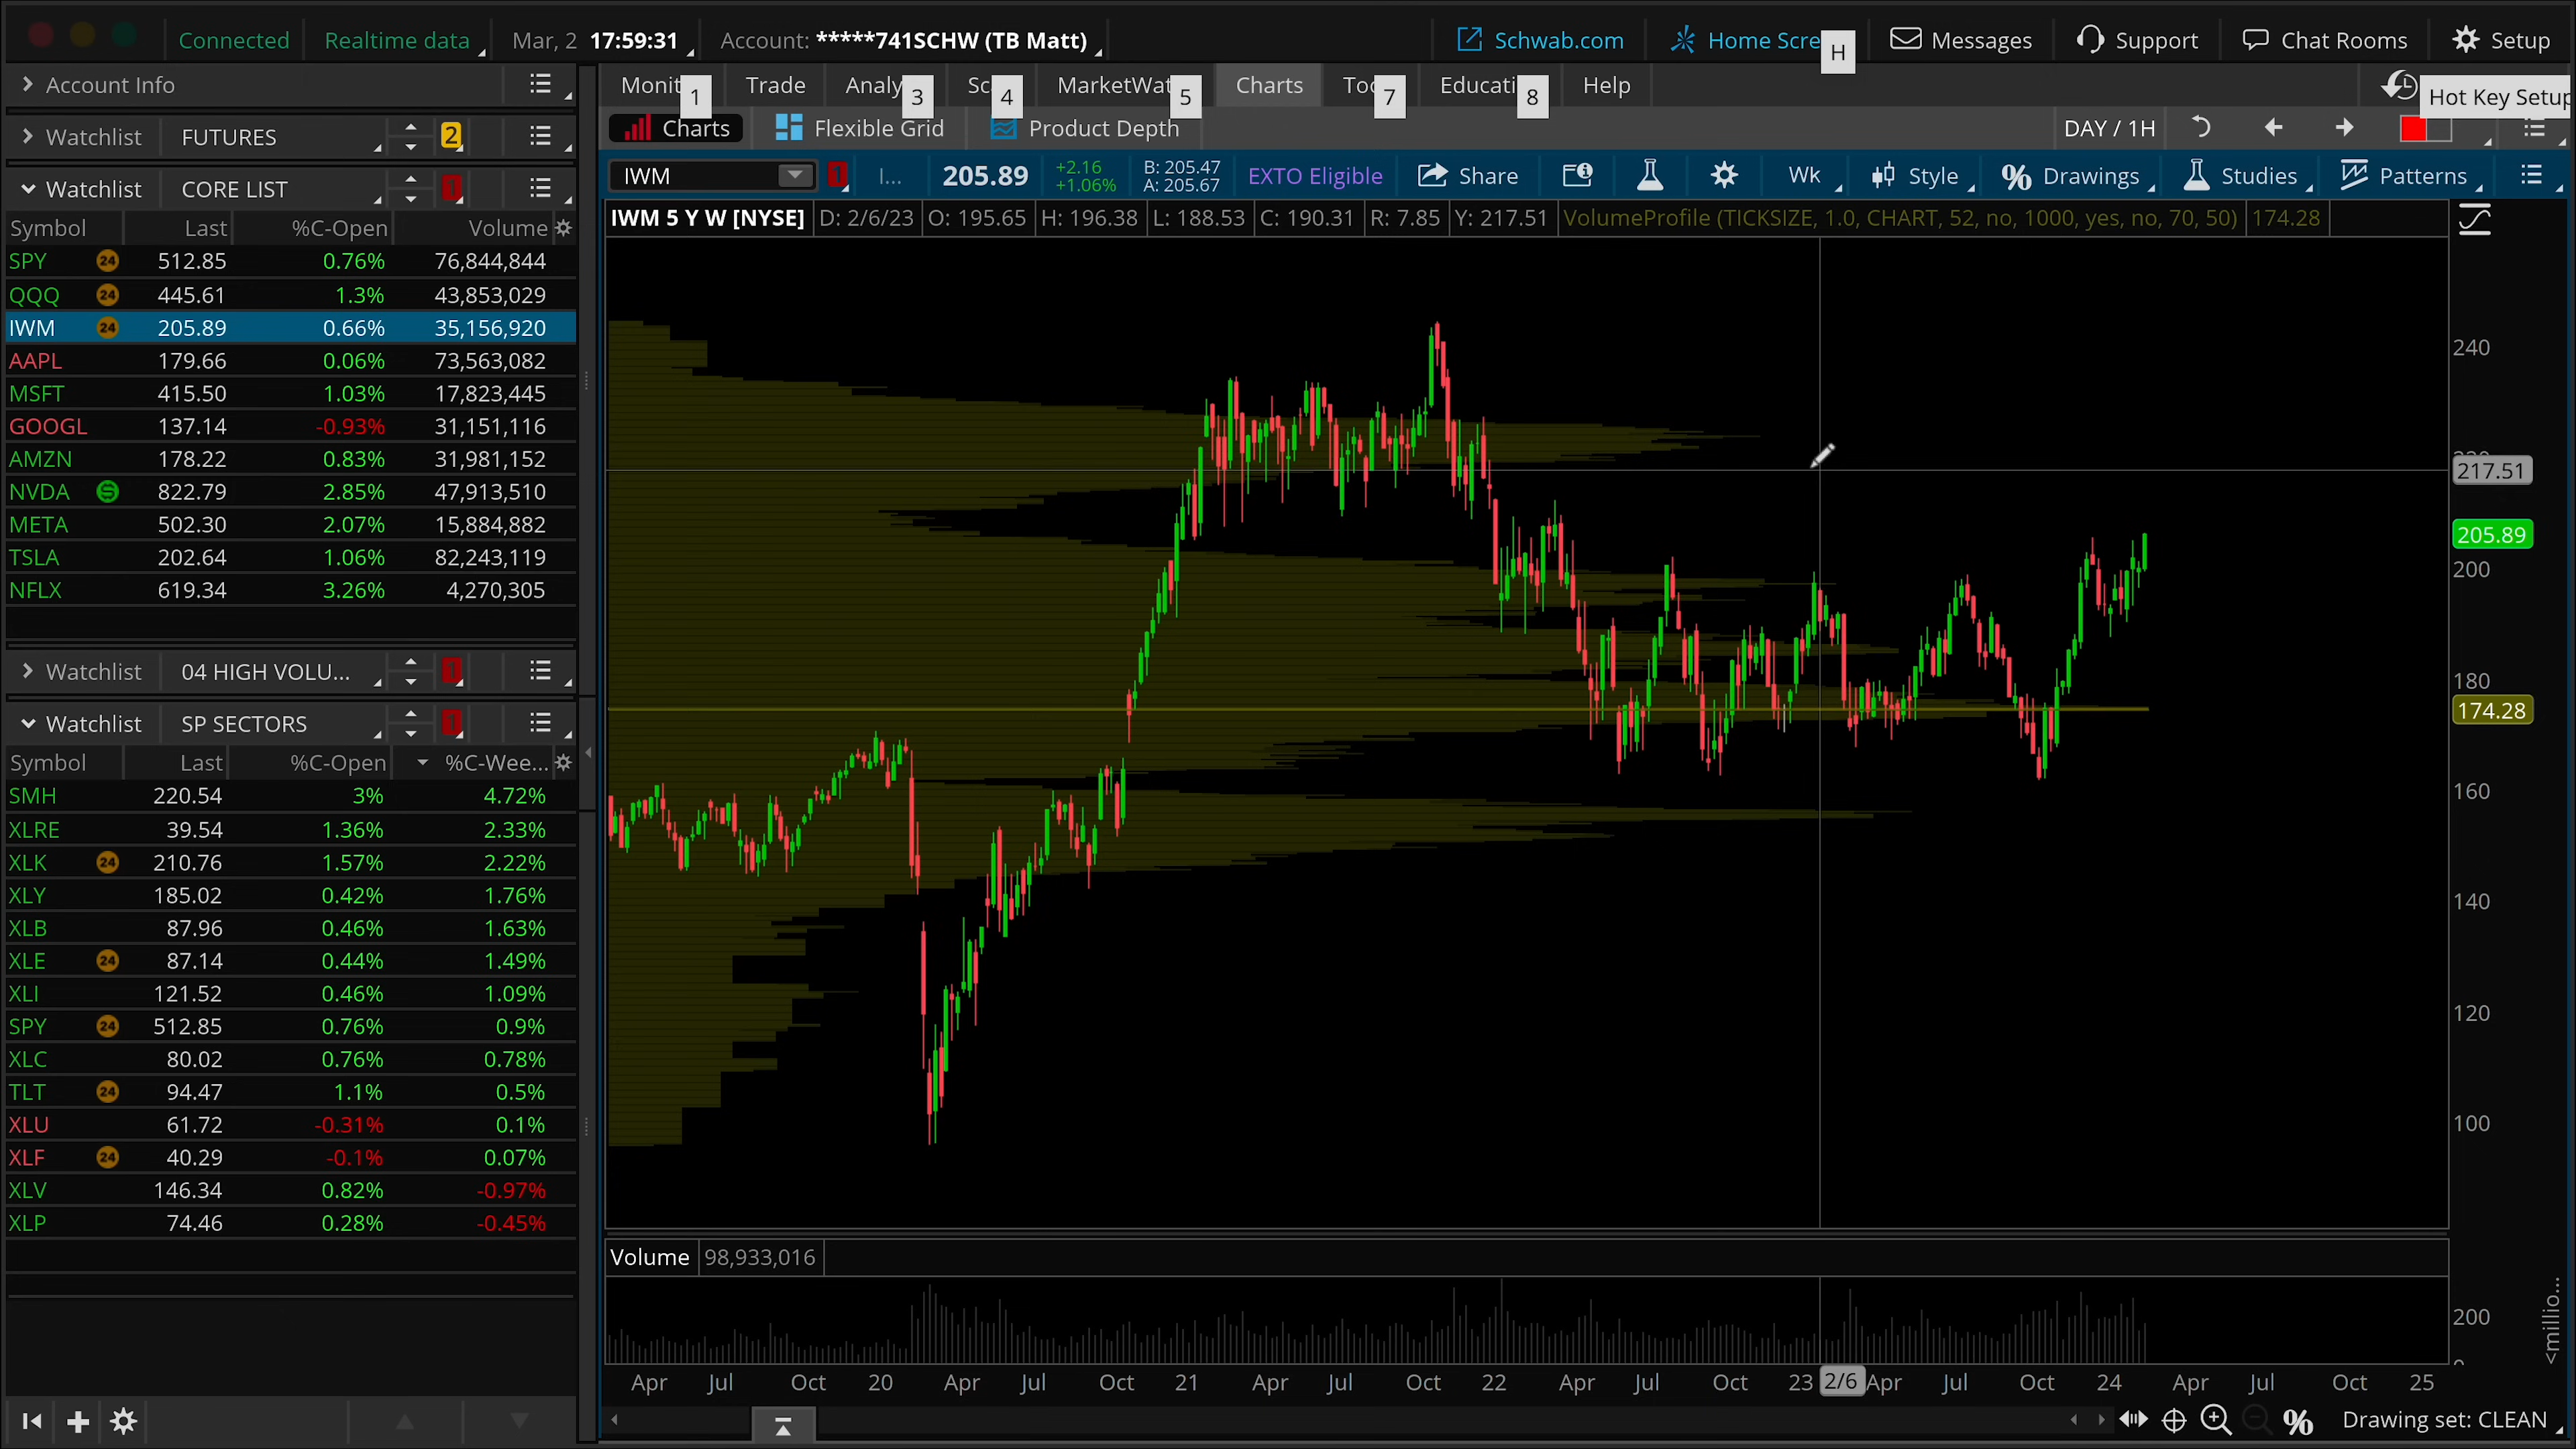 Connected Realtime data Mar, 2 17:59:31 Account: *****741SCHW (TB Matt) Schwab.com Home Scre H Messages Support Chat Rooms Setup
Account Info
Monit 1 Trade Analy 3 Sc 4 MarketWat 5 Charts Too 7 Educati 8 Help Hot Key Setup
Watchlist FUTURES 2
Charts Flexible Grid Product Depth DAY / 1H
Watchlist CORE LIST 1
IWM 1 I... 205.89 +2.16 +1.06% B: 205.47 A: 205.67 EXTO Eligible Share Wk Style Drawings Studies Patterns
IWM 5 Y W [NYSE] D: 2/6/23 O: 195.65 H: 196.38 L: 188.53 C: 190.31 R: 7.85 Y: 217.51 VolumeProfile (TICKSIZE, 1.0, CHART, 52, no, 1000, yes, no, 70, 50) 174.28
Symbol Last %C-Open Volume
SPY 24 512.85 0.76% 76,844,844
QQQ 24 445.61 1.3% 43,853,029
IWM 24 205.89 0.66% 35,156,920
AAPL 179.66 0.06% 73,563,082
MSFT 415.50 1.03% 17,823,445
GOOGL 137.14 -0.93% 31,151,116
AMZN 178.22 0.83% 31,981,152
NVDA S 822.79 2.85% 47,913,510
META 502.30 2.07% 15,884,882
TSLA 202.64 1.06% 82,243,119
NFLX 619.34 3.26% 4,270,305
Watchlist 04 HIGH VOLU... 1
Watchlist SP SECTORS 1
Symbol Last %C-Open %C-Wee...
SMH 220.54 3% 4.72%
XLRE 39.54 1.36% 2.33%
XLK 24 210.76 1.57% 2.22%
XLY 185.02 0.42% 1.76%
XLB 87.96 0.46% 1.63%
XLE 24 87.14 0.44% 1.49%
XLI 121.52 0.46% 1.09%
SPY 24 512.85 0.76% 0.9%
XLC 80.02 0.76% 0.78%
TLT 24 94.47 1.1% 0.5%
XLU 61.72 -0.31% 0.1%
XLF 24 40.29 -0.1% 0.07%
XLV 146.34 0.82% -0.97%
XLP 74.46 0.28% -0.45%
240
217.51
205.89
200
180
174.28
160
140
120
100
Volume 98,933,016
200
<millio...
Apr Jul Oct 20 Apr Jul Oct 21 Apr Jul Oct 22 Apr Jul Oct 23 2/6 Apr Jul Oct 24 Apr Jul Oct 25
Drawing set: CLEAN